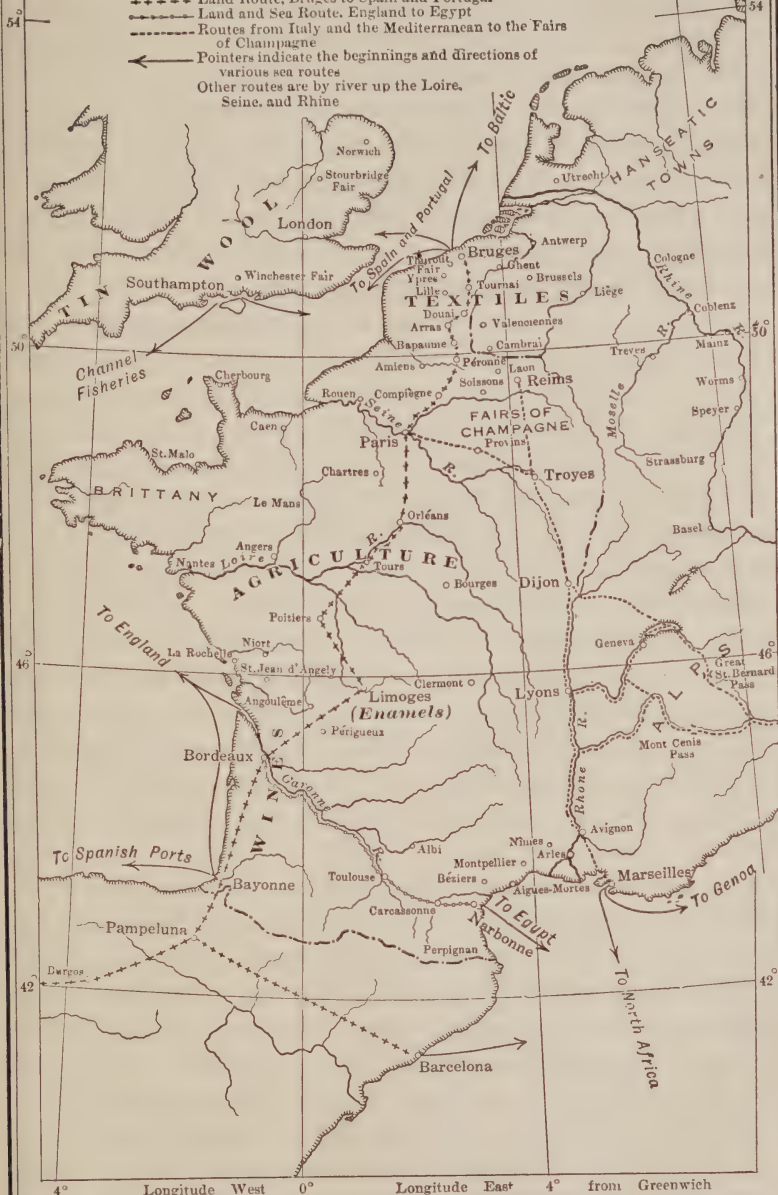 54
Land Route, Bruges to Spain and Portugal
Land and Sea Route, England to Egypt
Routes from Italy and the Mediterranean to the Fairs
of Champagne
Pointers indicate the beginnings and directions of
various sea routes
Other routes are by river up the Loire,
Seine, and Rhine
54
To Baltic
HANSEATIC
TOWNS
Norwich
Stourbridge
Fair
Utrecht
WOOL
London
To Spain and Portugal
Bruges
Antwerp
Thourout
Fair
Ghent
Cologne
Winchester Fair
Ypres
Brussels
Rhine
TIN
Southampton
Lille
Tournai
Liège
TEXTILES
Coblenz
Douai
R.
R.
Arras
Valenciennes
50°
50°
Channel
Fisheries
Bapaume
Cambrai
Treves
Mainz
Amiens
Péronne
Laon
Cherbourg
Soissons
Reims
Worms
Rouen
Compiègne
Seine
Moselle
Speyer
Caen
FAIRS OF
CHAMPAGNE
Paris
Provins
St. Malo
Strassburg
Chartres
R.
Troyes
BRITTANY
Le Mans
Orléans
Basel
Angers
R.
Nantes
Loire
AGRICULTURE
Tours
Bourges
Dijon
Poitiers
To England
Niort
Geneva
La Rochelle
46°
46°
St. Jean d'Angely
Great
St. Bernard
Pass
Clermont
Lyons
ALPS
Angoulême
Limoges
(Enamels)
R.
Périgueux
Mont Cenis
Pass
Bordeaux
WINES
Rhone
Garonne
Avignon
R.
Albi
Nîmes
To Spanish Ports
Montpellier
Arles
Toulouse
Béziers
Marseilles
Bayonne
Aigues-Mortes
To Genoa
Carcassonne
To Egypt
Narbonne
Pampeluna
Perpignan
Burgos
42°
42°
To North Africa
Barcelona
4°
Longitude West
0°
Longitude East
4°
from Greenwich